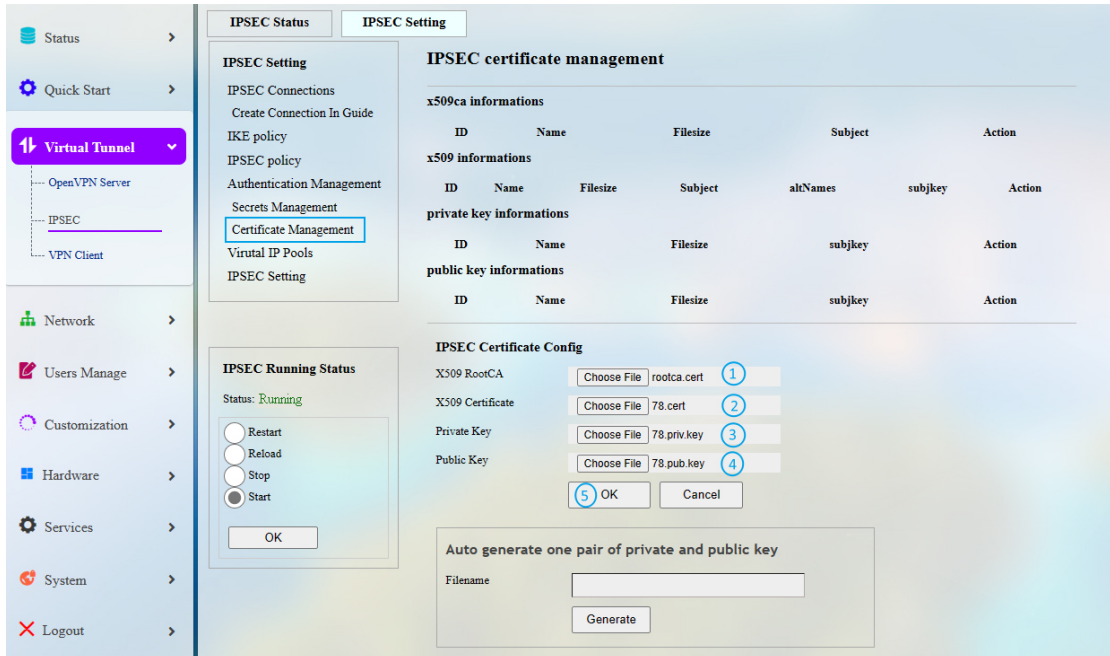 Status
Quick Start
Virtual Tunnel
OpenVPN Server
IPSEC
VPN Client
Network
Users Manage
Customization
Hardware
Services
System
Logout
IPSEC Status
IPSEC Setting
IPSEC Setting
IPSEC Connections
Create Connection In Guide
IKE policy
IPSEC policy
Authentication Management
Secrets Management
Certificate Management
Virutal IP Pools
IPSEC Setting
IPSEC Running Status
Status: Running
Restart
Reload
Stop
Start
OK
IPSEC certificate management
x509ca informations
ID Name Filesize Subject Action
x509 informations
ID Name Filesize Subject altNames subjkey Action
private key informations
ID Name Filesize subjkey Action
public key informations
ID Name Filesize subjkey Action
IPSEC Certificate Config
X509 RootCA Choose File rootca.cert 1
X509 Certificate Choose File 78.cert 2
Private Key Choose File 78.priv.key 3
Public Key Choose File 78.pub.key 4
5 OK Cancel
Auto generate one pair of private and public key
Filename
Generate